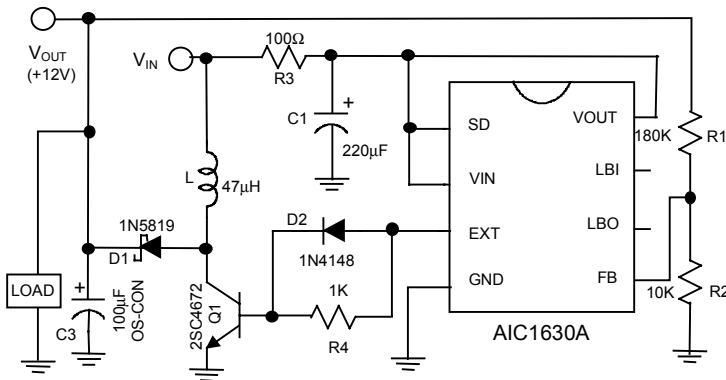 VOUT
(+12V)
VIN
100Ω
R3
C1
+
220µF
SD
VIN
EXT
GND
VOUT
LBI
LBO
FB
AIC1630A
180K
R1
10K
R2
L
47µH
1N5819
D1
D2
1N4148
1K
R4
2SC4672
Q1
LOAD
+
100µF
OS-CON
C3